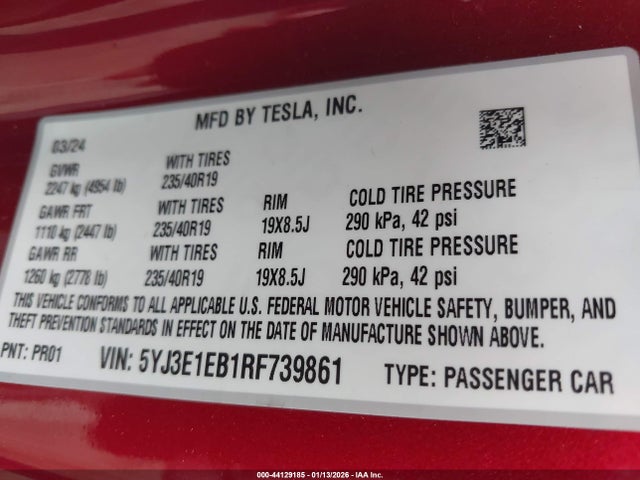 MFD BY TESLA, INC.
03/24
GVWR WITH TIRES
2247 kg (4954 lb) 235/40R19
GAWR FRT WITH TIRES RIM COLD TIRE PRESSURE
1110 kg (2447 lb) 235/40R19 19X8.5J 290 kPa, 42 psi
GAWR RR WITH TIRES RIM COLD TIRE PRESSURE
1260 kg (2778 lb) 235/40R19 19X8.5J 290 kPa, 42 psi
THIS VEHICLE CONFORMS TO ALL APPLICABLE U.S. FEDERAL MOTOR VEHICLE SAFETY, BUMPER, AND
THEFT PREVENTION STANDARDS IN EFFECT ON THE DATE OF MANUFACTURE SHOWN ABOVE.
PNT: PR01 VIN: 5YJ3E1EB1RF739861 TYPE: PASSENGER CAR
000-44129185 - 01/13/2026 - IAA Inc.